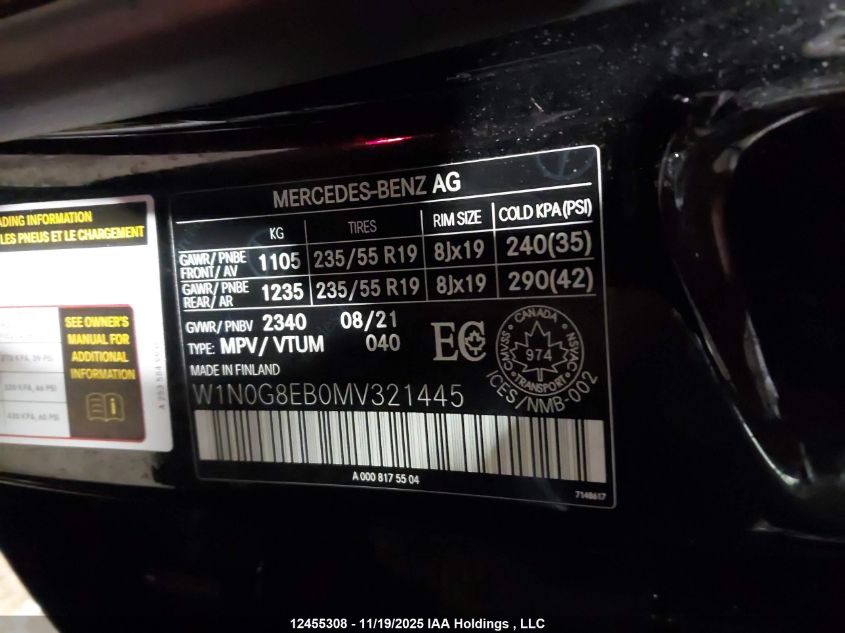 MERCEDES-BENZ AG
KG TIRES RIM SIZE COLD KPA(PSI)
GAWR/PNBE FRONT/AV 1105 235/55 R19 8Jx19 240(35)
GAWR/PNBE REAR/AR 1235 235/55 R19 8Jx19 290(42)
GVWR/PNBV 2340 08/21
TYPE: MPV/VTUM 040
MADE IN FINLAND
W1N0G8EB0MV321445
A 000 817 55 04
7148617
EC
CANADA
CMVSS
NSVAC
974
TRANSPORT
ICES/NMB-002
ADING INFORMATION
LES PNEUS ET LE CHARGEMENT
SEE OWNER'S
MANUAL FOR
ADDITIONAL
INFORMATION
i
12455308 - 11/19/2025 IAA Holdings , LLC